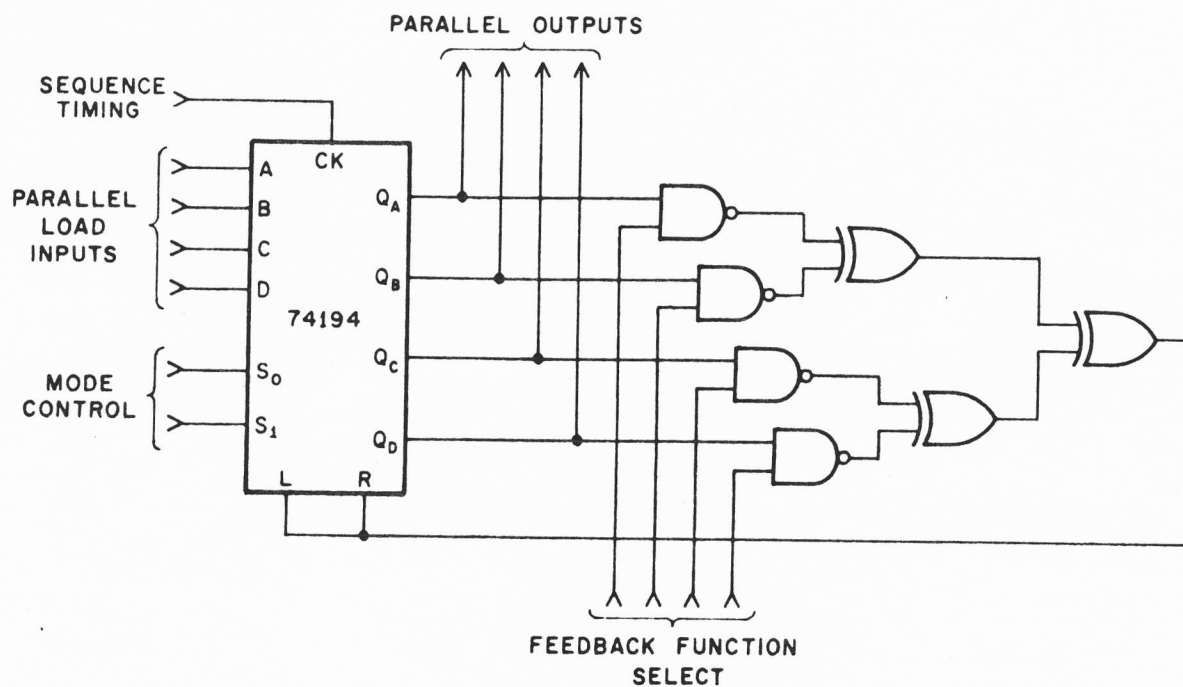 PARALLEL OUTPUTS
SEQUENCE
TIMING
CK
PARALLEL
LOAD
INPUTS
A
B
C
D
74194
MODE
CONTROL
S0
S1
QA
QB
QC
QD
L
R
FEEDBACK FUNCTION
SELECT